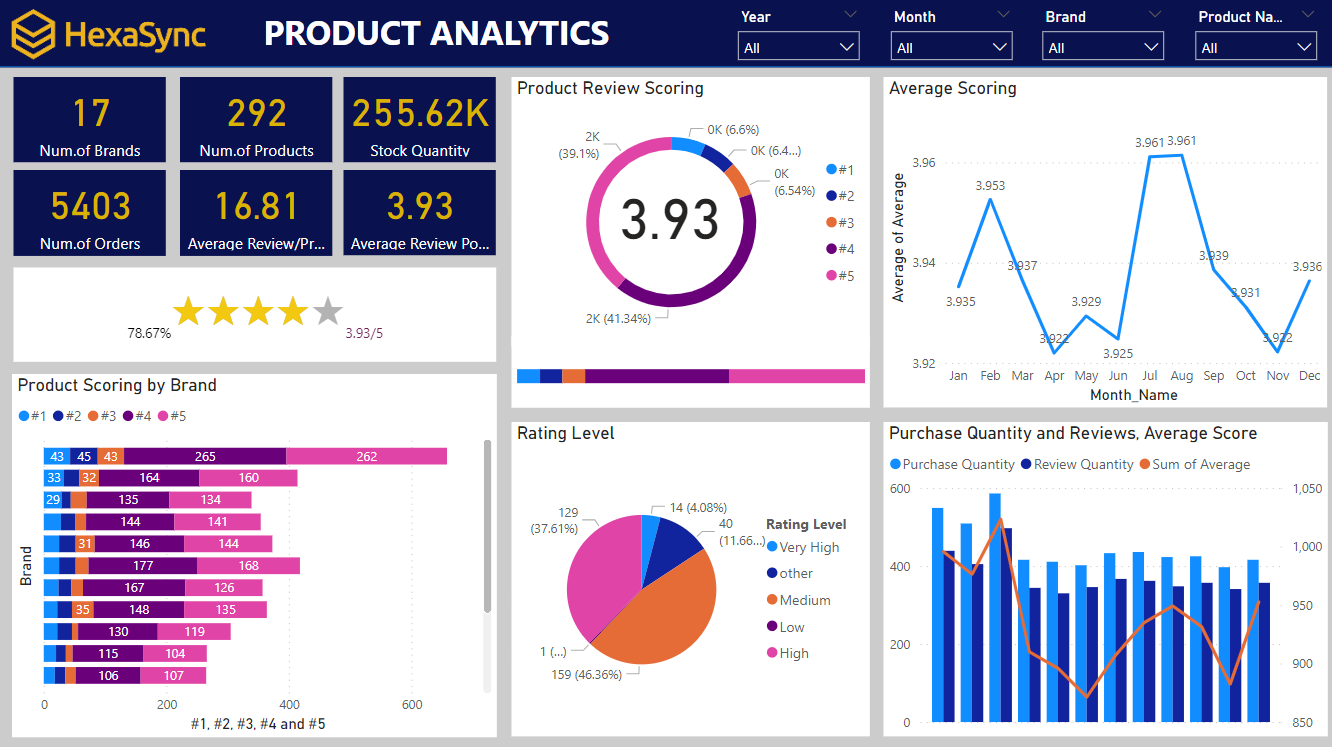 HexaSync
PRODUCT ANALYTICS
Year
Month
Brand
Product Na...
All
All
All
All
17
Num.of Brands
292
Num.of Products
255.62K
Stock Quantity
5403
Num.of Orders
16.81
Average Review/Pr...
3.93
Average Review Po...
78.67%
3.93/5
Product Scoring by Brand
#1 #2 #3 #4 #5
43 45 43 265 262
33 32 164 160
29 135 134
144 141
31 146 144
177 168
167 126
35 148 135
130 119
115 104
106 107
Brand
0 200 400 600
#1, #2, #3, #4 and #5
Product Review Scoring
2K
(39.1%)
0K (6.6%)
0K (6.4...)
0K
(6.54%)
3.93
2K (41.34%)
#1
#2
#3
#4
#5
Rating Level
129
(37.61%)
14 (4.08%)
40
(11.66...)
1 (...)
159 (46.36%)
Rating Level
Very High
other
Medium
Low
High
Average Scoring
Average of Average
3.96
3.94
3.92
3.935
3.953
3.937
3.922
3.929
3.925
3.961
3.961
3.939
3.931
3.922
3.936
Jan Feb Mar Apr May Jun Jul Aug Sep Oct Nov Dec
Month_Name
Purchase Quantity and Reviews, Average Score
Purchase Quantity Review Quantity Sum of Average
600
400
200
0
1,050
1,000
950
900
850